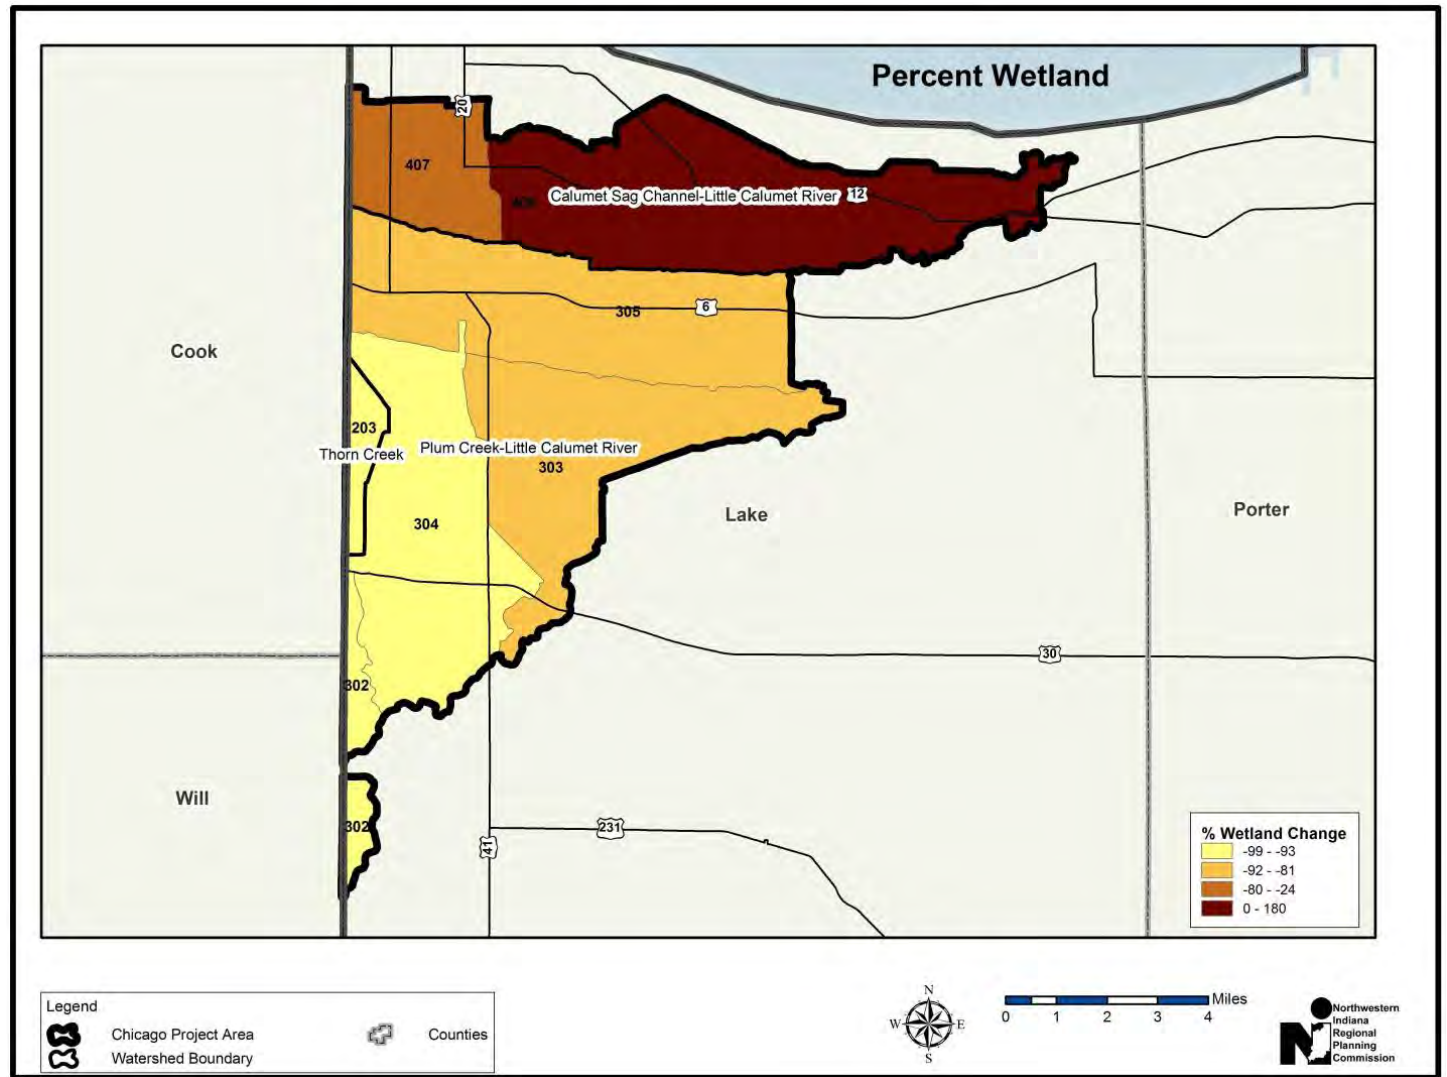 Percent Wetland
20
407
Calumet Sag Channel-Little Calumet River
12
305
6
Cook
203
Thorn Creek
Plum Creek-Little Calumet River
303
304
Lake
Porter
30
302
Will
302
231
41
% Wetland Change
-99 - -93
-92 - -81
-80 - -24
0 - 180
Legend
Chicago Project Area
Watershed Boundary
Counties
N
W
E
S
Miles
0 1 2 3 4
Northwestern
Indiana
Regional
Planning
Commission